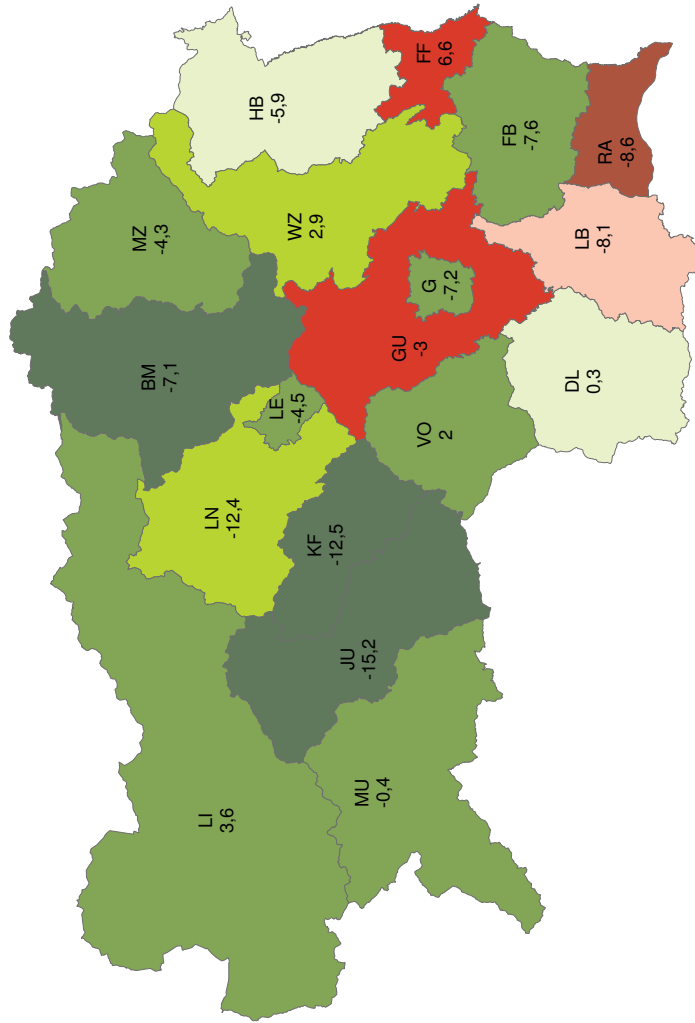 BM
-7,1
MZ
-4,3
LI
3,6
LN
-12,4
HB
-5,9
LE
-4,5
WZ
2,9
KF
-12,5
JU
-15,2
MU
-0,4
GU
-3
VO
2
G
-7,2
FF
6,6
FB
-7,6
DL
0,3
LB
-8,1
RA
-8,6